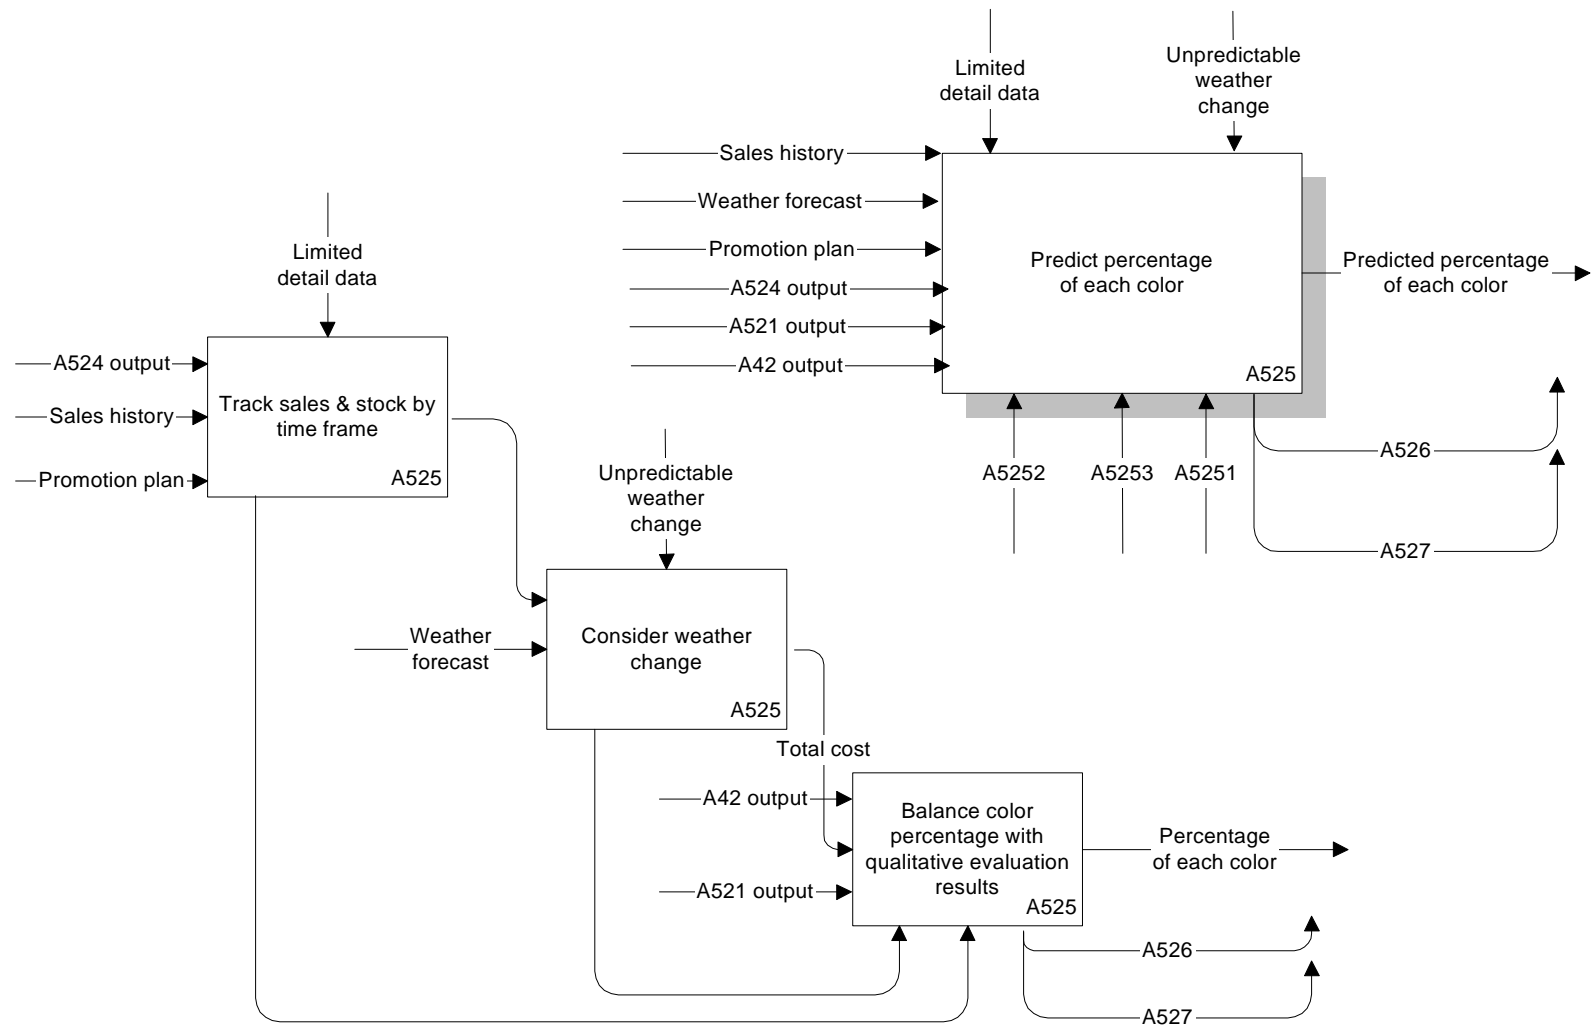 Limited
detail data
Unpredictable
weather
change
Sales history
Weather forecast
Promotion plan
A524 output
A521 output
A42 output
Predict percentage
of each color
A525
Predicted percentage
of each color
A5252
A5253
A5251
A526
A527
Limited
detail data
A524 output
Sales history
Promotion plan
Track sales & stock by
time frame
A525
Unpredictable
weather
change
Weather
forecast
Consider weather
change
A525
Total cost
A42 output
A521 output
Balance color
percentage with
qualitative evaluation
results
A525
Percentage
of each color
A526
A527